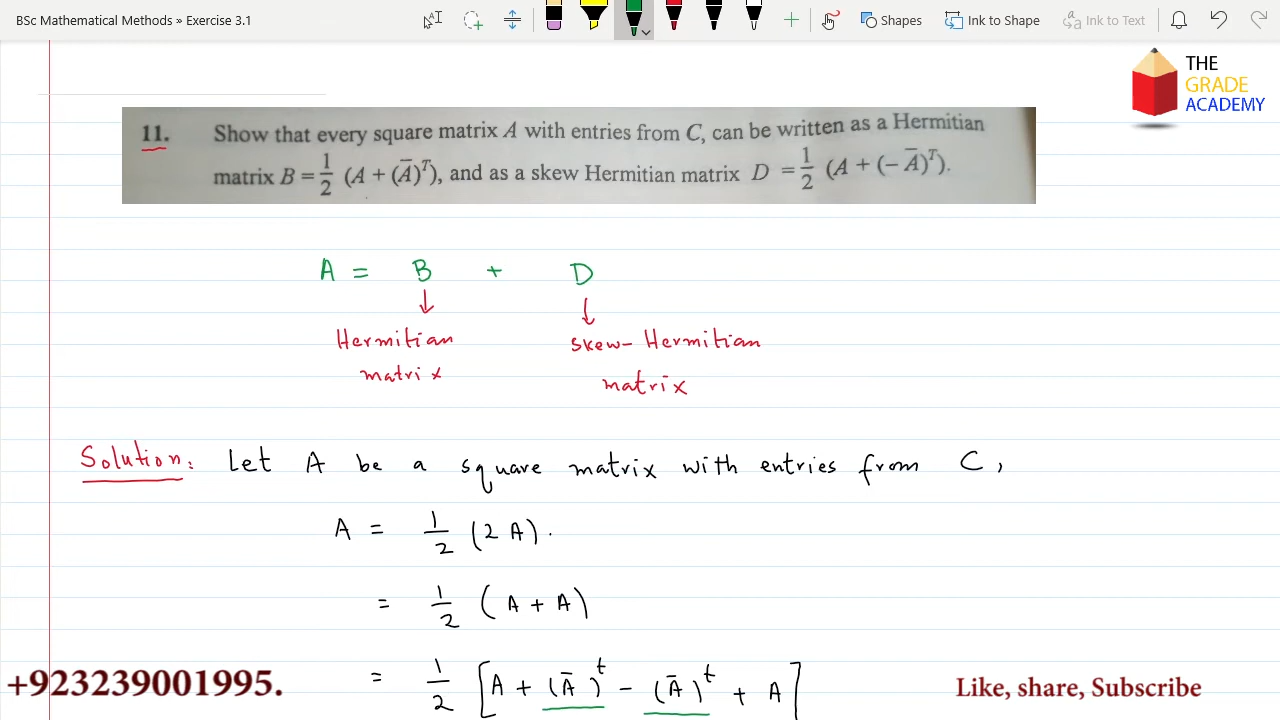 BSc Mathematical Methods » Exercise 3.1
Shapes Ink to Shape Ink to Text
THE
GRADE
ACADEMY
11. Show that every square matrix A with entries from C, can be written as a Hermitian
matrix B = 1/2 (A + (Ā)ᵀ), and as a skew Hermitian matrix D = 1/2 (A + (− Ā)ᵀ).
A = B + D
↓ ↓
Hermitian skew- Hermitian
matrix matrix
Solution: Let A be a square matrix with entries from C,
A = 1/2 (2 A).
= 1/2 (A + A)
= 1/2 [A + (Ā)ᵗ − (Ā)ᵗ + A]
+923239001995.
Like, share, Subscribe